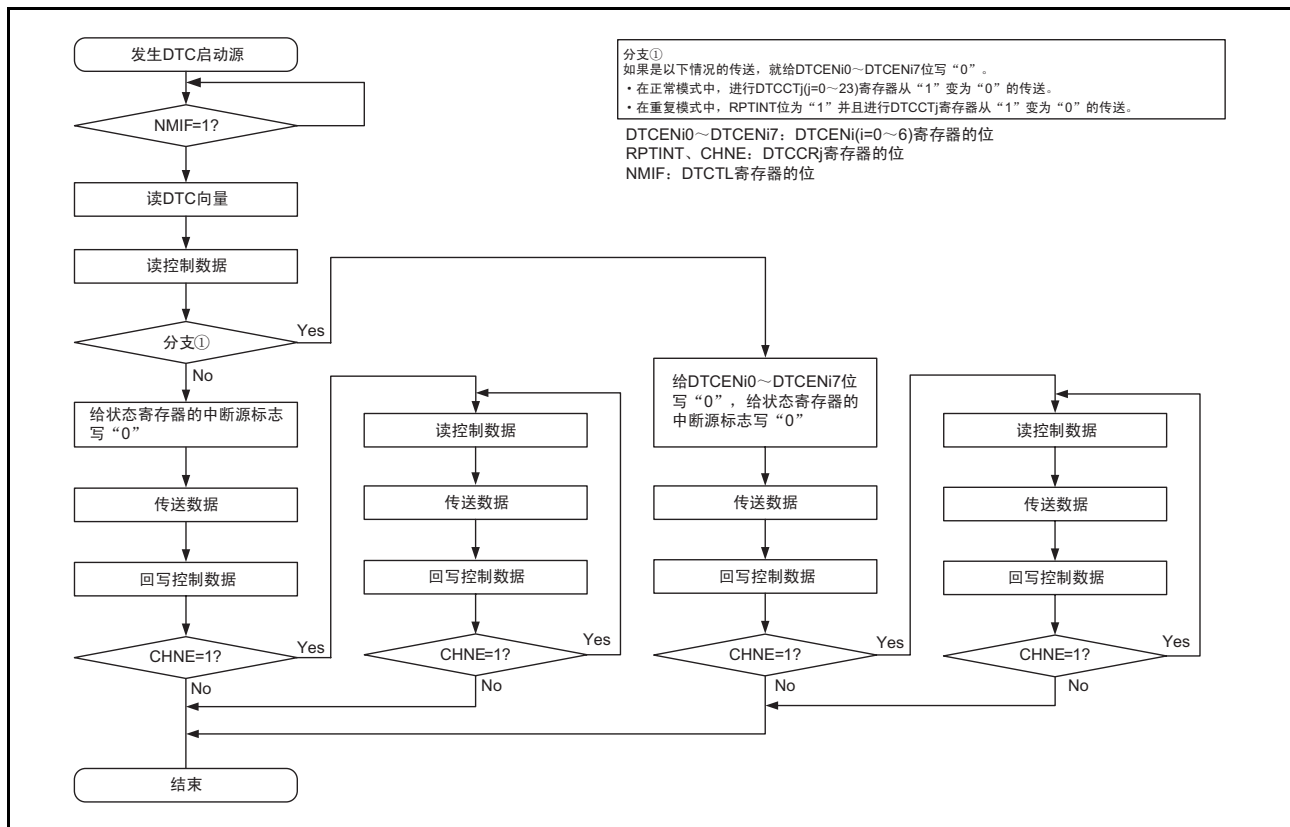 发生DTC启动源
NMIF=1?
读DTC向量
读控制数据
分支①
Yes
No
给状态寄存器的中断源标志
写“0”
传送数据
回写控制数据
CHNE=1?
Yes
No
结束
读控制数据
传送数据
回写控制数据
CHNE=1?
Yes
No
分支①
如果是以下情况的传送，就给DTCENi0～DTCENi7位写“0”。
・在正常模式中，进行DTCCTj(j=0～23)寄存器从“1”变为“0”的传送。
・在重复模式中，RPTINT位为“1”并且进行DTCCTj寄存器从“1”变为“0”的传送。
DTCENi0～DTCENi7：DTCENi(i=0～6)寄存器的位
RPTINT、CHNE：DTCCRj寄存器的位
NMIF：DTCTL寄存器的位
给DTCENi0～DTCENi7位
写“0”，给状态寄存器的
中断源标志写“0”
传送数据
回写控制数据
CHNE=1?
Yes
No
读控制数据
传送数据
回写控制数据
CHNE=1?
Yes
No